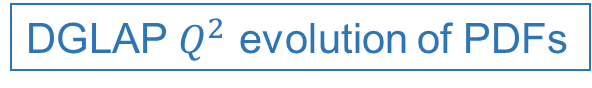 DGLAP 𝑄² evolution of PDFs